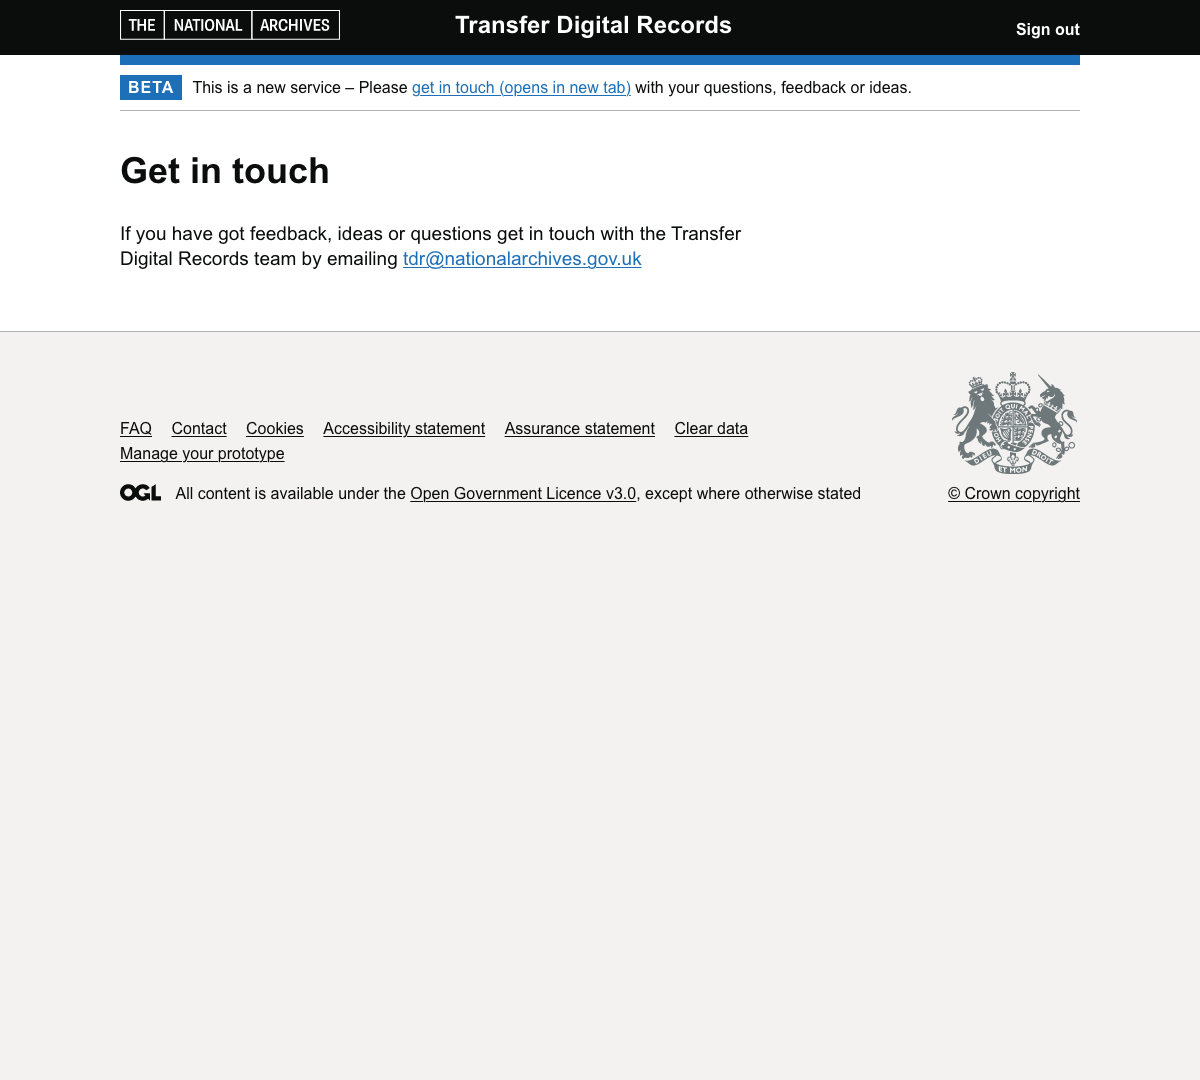 THE NATIONAL ARCHIVES
Transfer Digital Records
Sign out
BETA This is a new service – Please get in touch (opens in new tab) with your questions, feedback or ideas.
Get in touch
If you have got feedback, ideas or questions get in touch with the Transfer
Digital Records team by emailing tdr@nationalarchives.gov.uk
FAQ Contact Cookies Accessibility statement Assurance statement Clear data
Manage your prototype
DIEU ET MON DROIT
OGL All content is available under the Open Government Licence v3.0, except where otherwise stated
© Crown copyright